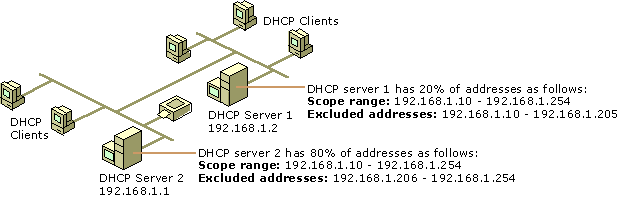 DHCP Clients
DHCP server 1 has 20% of addresses as follows:
Scope range: 192.168.1.10 - 192.168.1.254
Excluded addresses: 192.168.1.10 - 192.168.1.205
DHCP Server 1
192.168.1.2
DHCP
Clients
DHCP server 2 has 80% of addresses as follows:
Scope range: 192.168.1.10 - 192.168.1.254
Excluded addresses: 192.168.1.206 - 192.168.1.254
DHCP Server 2
192.168.1.1